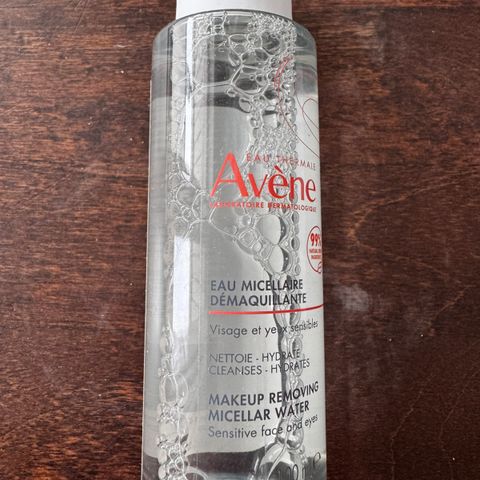 EAU THERMALE
Avène
LABORATOIRE DERMATOLOGIQUE
99%
EAU MICELLAIRE
DÉMAQUILLANTE
Visage et yeux sensibles
NETTOIE - HYDRATE
CLEANSES - HYDRATES
MAKEUP REMOVING
MICELLAR WATER
Sensitive face and eyes